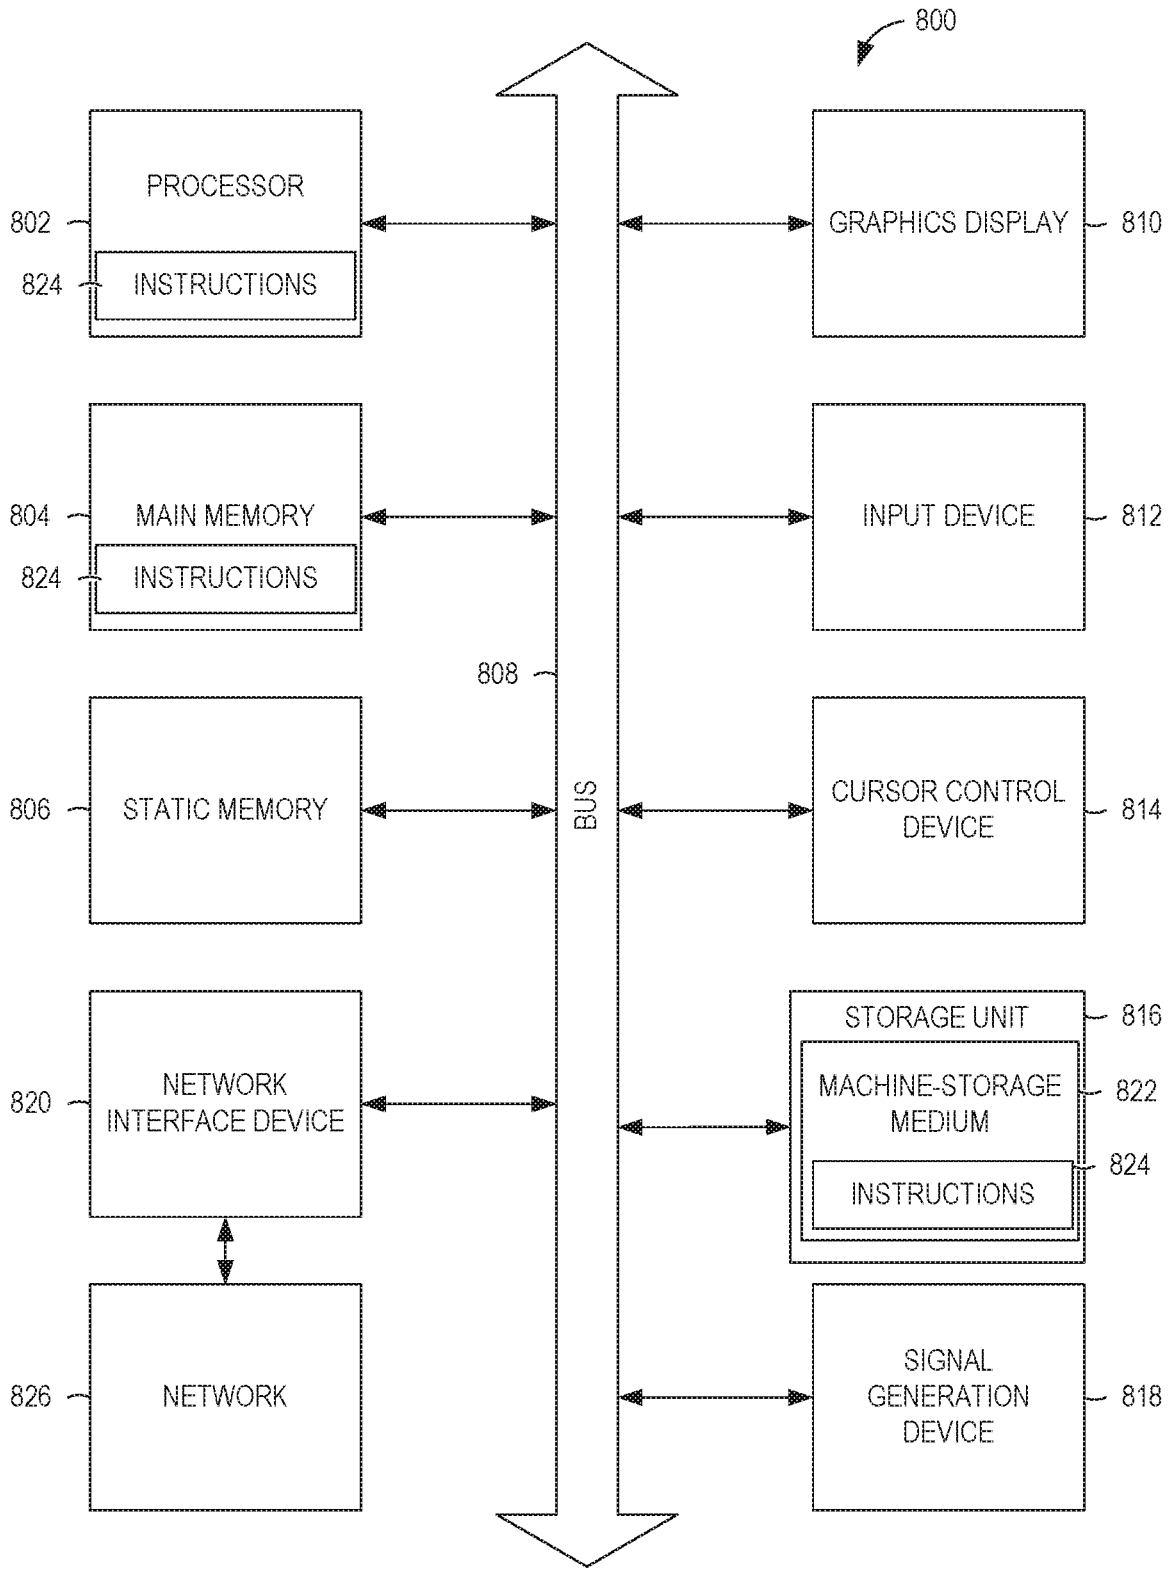 800
PROCESSOR
802
824
INSTRUCTIONS
GRAPHICS DISPLAY
810
804
MAIN MEMORY
824
INSTRUCTIONS
INPUT DEVICE
812
808
BUS
806
STATIC MEMORY
CURSOR CONTROL
DEVICE
814
820
NETWORK
INTERFACE DEVICE
STORAGE UNIT
816
MACHINE-STORAGE
MEDIUM
822
824
INSTRUCTIONS
826
NETWORK
SIGNAL
GENERATION
DEVICE
818